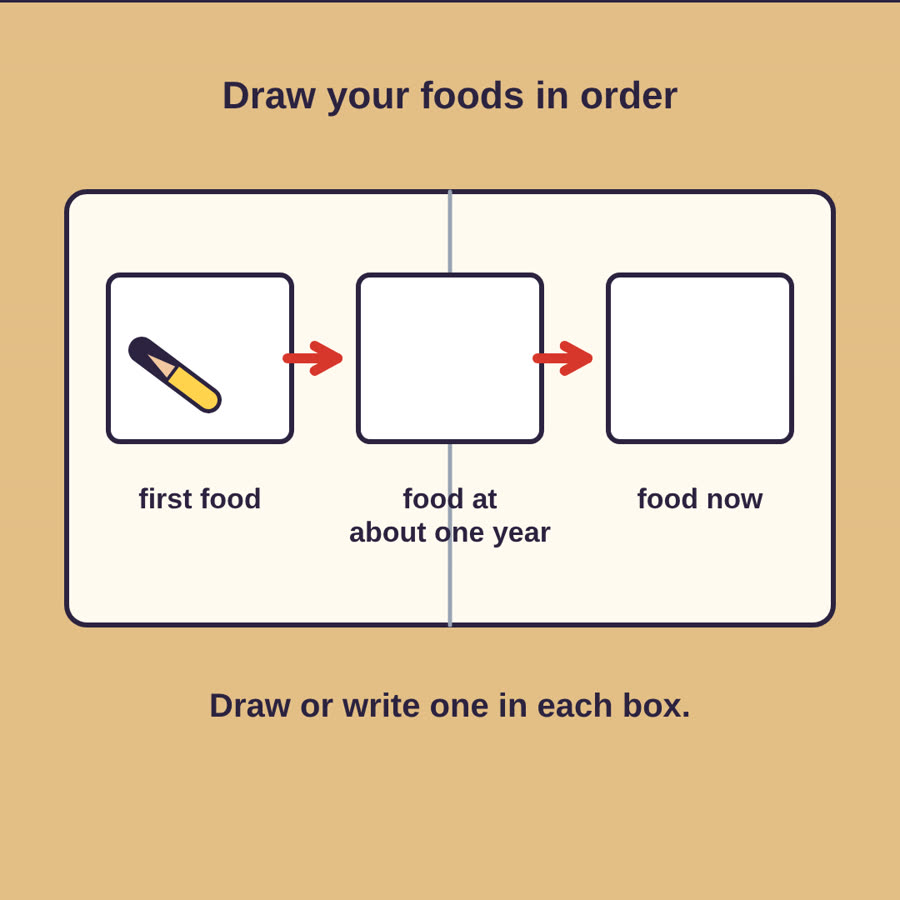 Draw your foods in order
first food
food at
about one year
food now
Draw or write one in each box.